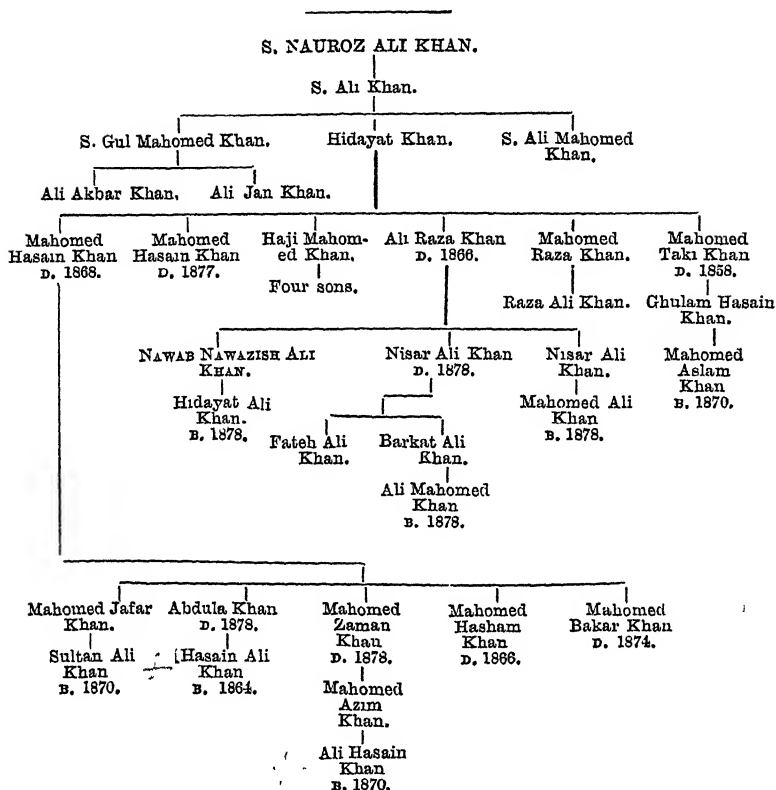 S. NAUROZ ALI KHAN.
S. Ali Khan.
S. Gul Mahomed Khan. Hidayat Khan. S. Ali Mahomed
Khan.
Ali Akbar Khan. Ali Jan Khan.
Mahomed Mahomed Haji Mahom- Ali Raza Khan Mahomed Mahomed
Hasain Khan Hasain Khan ed Khan. D. 1866. Raza Khan. Taki Khan
D. 1868. D. 1877. D. 1858.
Four sons. Raza Ali Khan. Ghulam Hasain
Khan.
NAWAB NAWAZISH ALI Nisar Ali Khan Nisar Ali Mahomed
KHAN. D. 1878. Khan. Aslam
Khan
Hidayat Ali Mahomed Ali B. 1870.
Khan. Khan
B. 1878. B. 1878.
Fateh Ali Barkat Ali
Khan. Khan.
Ali Mahomed
Khan
B. 1878.
Mahomed Jafar Abdula Khan Mahomed Mahomed Mahomed
Khan. D. 1878. Zaman Hasham Bakar Khan
Khan Khan D. 1874.
D. 1878. D. 1866.
Sultan Ali Hasain Ali
Khan Khan
B. 1870. B. 1864.
Mahomed
Azim
Khan.
Ali Hasain
Khan
B. 1870.